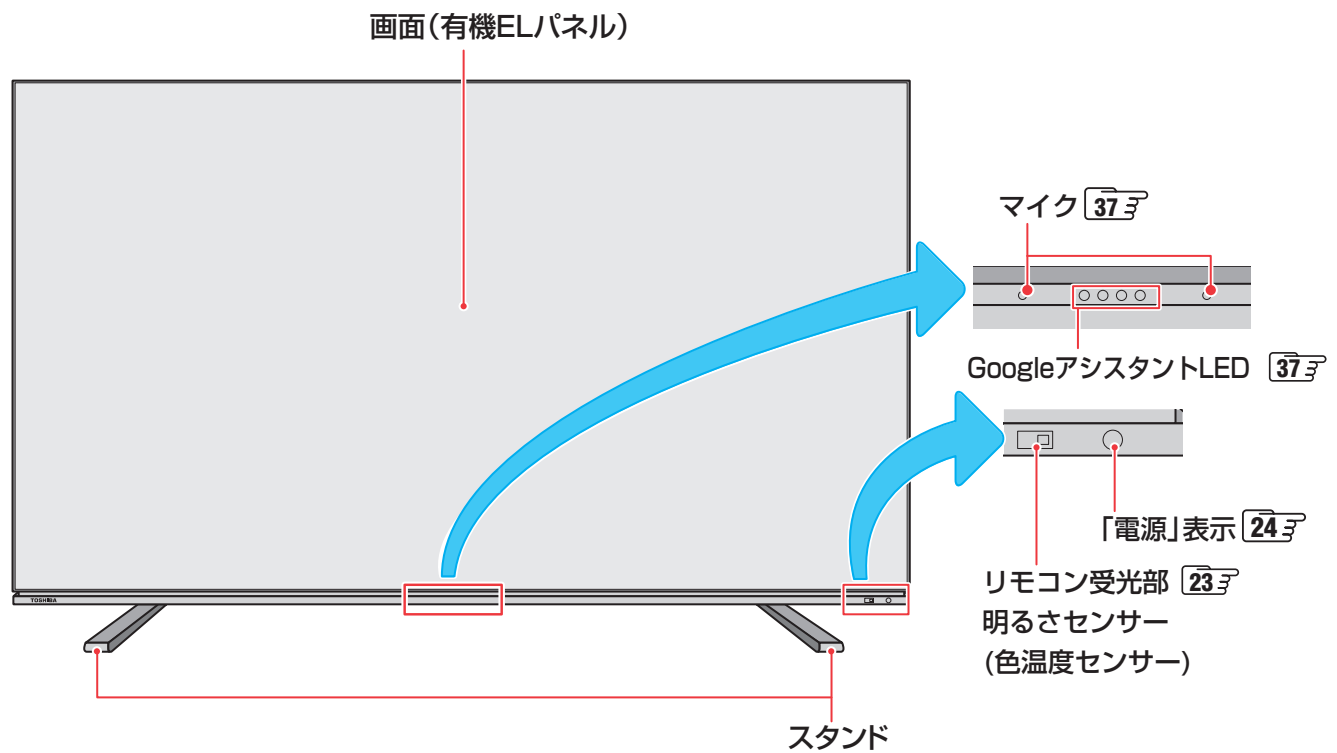 画面（有機ELパネル）
マイク 37
GoogleアシスタントLED 37
「電源」表示 24
リモコン受光部 23
明るさセンサー
(色温度センサー)
TOSHIBA
スタンド